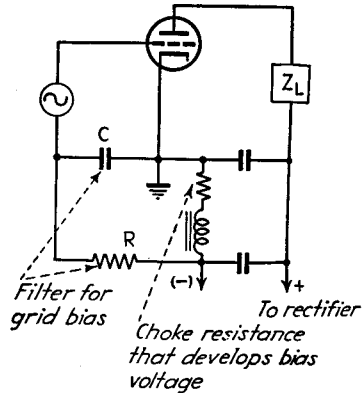 Z_L
C
R
(-)
+
Filter for
grid bias
To rectifier
Choke resistance
that develops bias
voltage